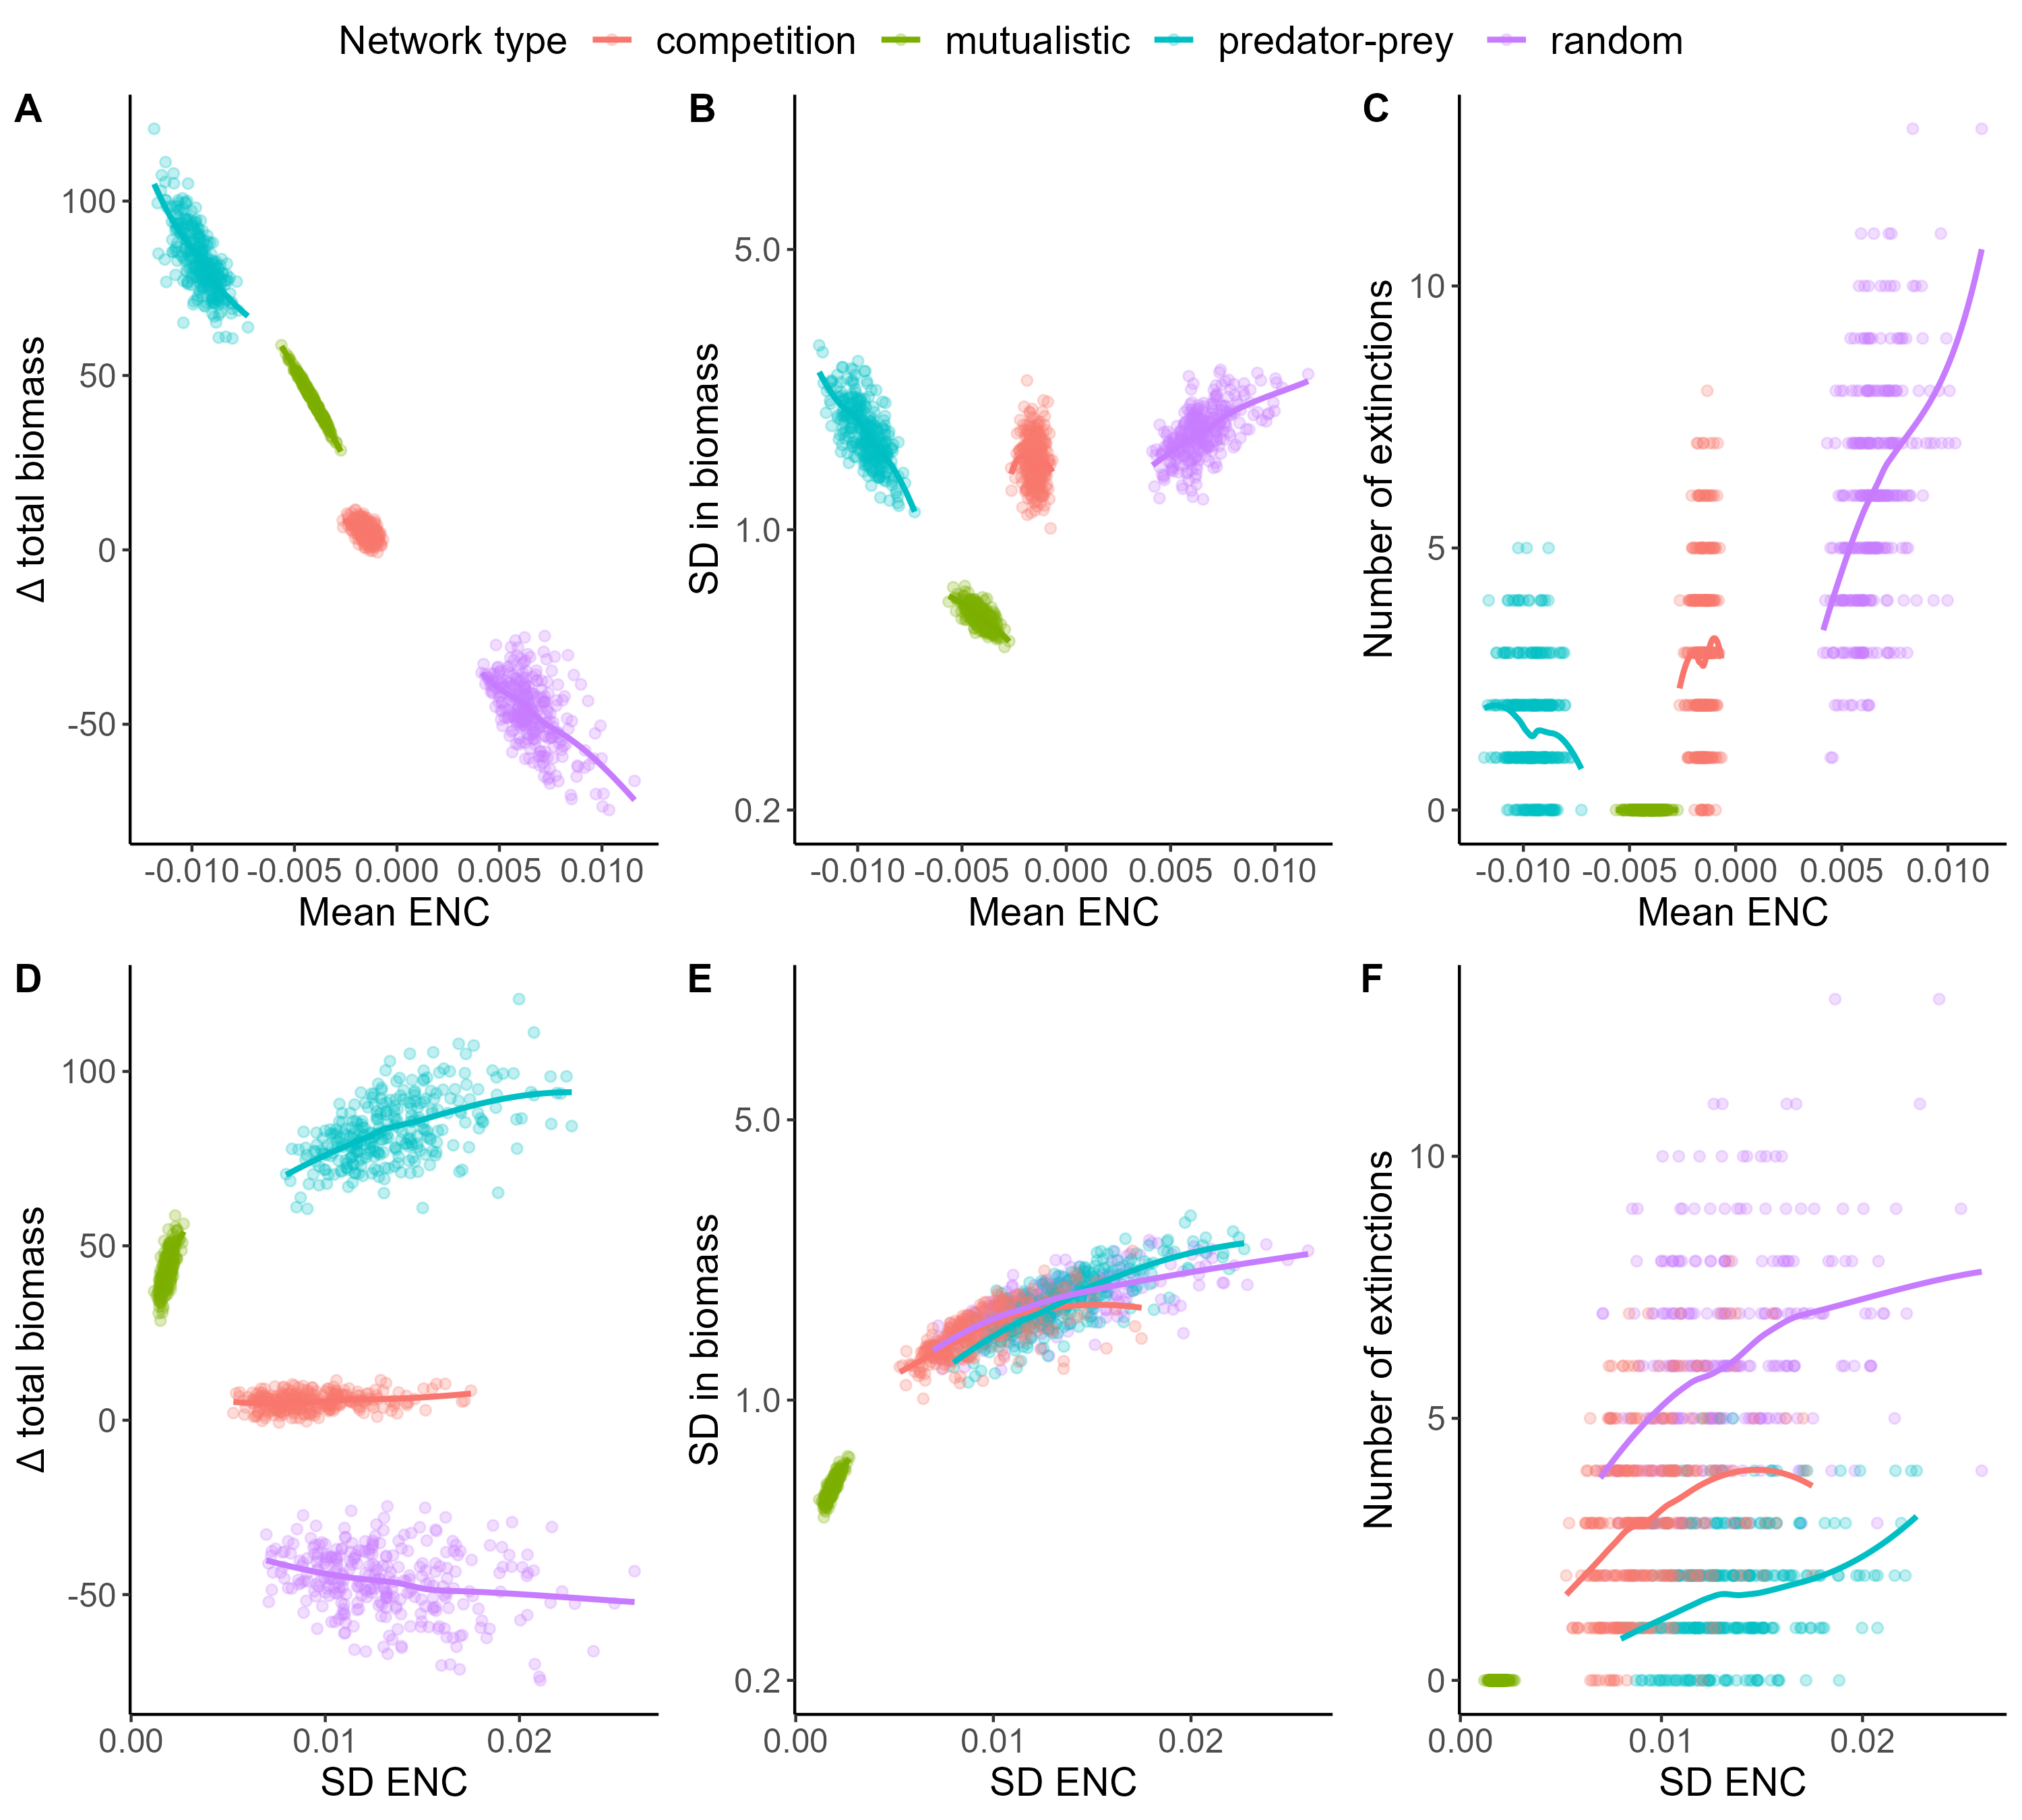 Network type competition mutualistic predator-prey random
A
Δ total biomass
100
50
0
-50
-0.010 -0.005 0.000 0.005 0.010
Mean ENC
B
SD in biomass
5.0
1.0
0.2
-0.010 -0.005 0.000 0.005 0.010
Mean ENC
C
Number of extinctions
10
5
0
-0.010 -0.005 0.000 0.005 0.010
Mean ENC
D
Δ total biomass
100
50
0
-50
0.00 0.01 0.02
SD ENC
E
SD in biomass
5.0
1.0
0.2
0.00 0.01 0.02
SD ENC
F
Number of extinctions
10
5
0
0.00 0.01 0.02
SD ENC